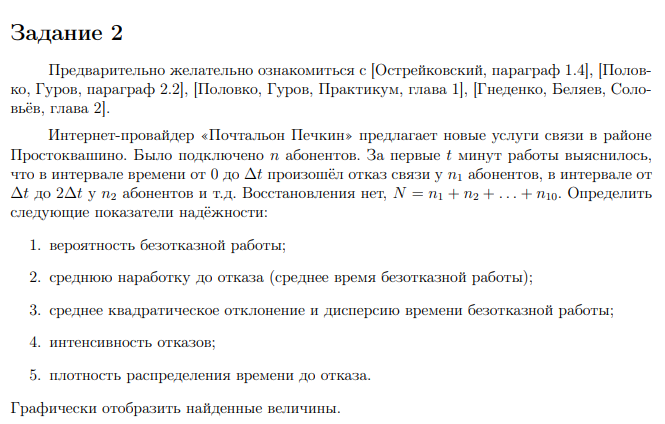 Задание 2
Предварительно желательно ознакомиться с [Острейковский, параграф 1.4], [Полов-
ко, Гуров, параграф 2.2], [Половко, Гуров, Практикум, глава 1], [Гнеденко, Беляев, Соло-
вьёв, глава 2].
Интернет-провайдер «Почтальон Печкин» предлагает новые услуги связи в районе
Простоквашино. Было подключено n абонентов. За первые t минут работы выяснилось,
что в интервале времени от 0 до Δt произошёл отказ связи у n₁ абонентов, в интервале от
Δt до 2Δt у n₂ абонентов и т.д. Восстановления нет, N = n₁ + n₂ + . . . + n₁₀. Определить
следующие показатели надёжности:
1. вероятность безотказной работы;
2. среднюю наработку до отказа (среднее время безотказной работы);
3. среднее квадратическое отклонение и дисперсию времени безотказной работы;
4. интенсивность отказов;
5. плотность распределения времени до отказа.
Графически отобразить найденные величины.